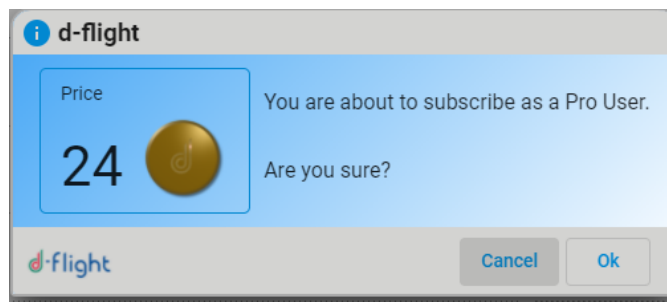 d-flight
Price
You are about to subscribe as a Pro User.
24
d
Are you sure?
d-flight
Cancel
Ok